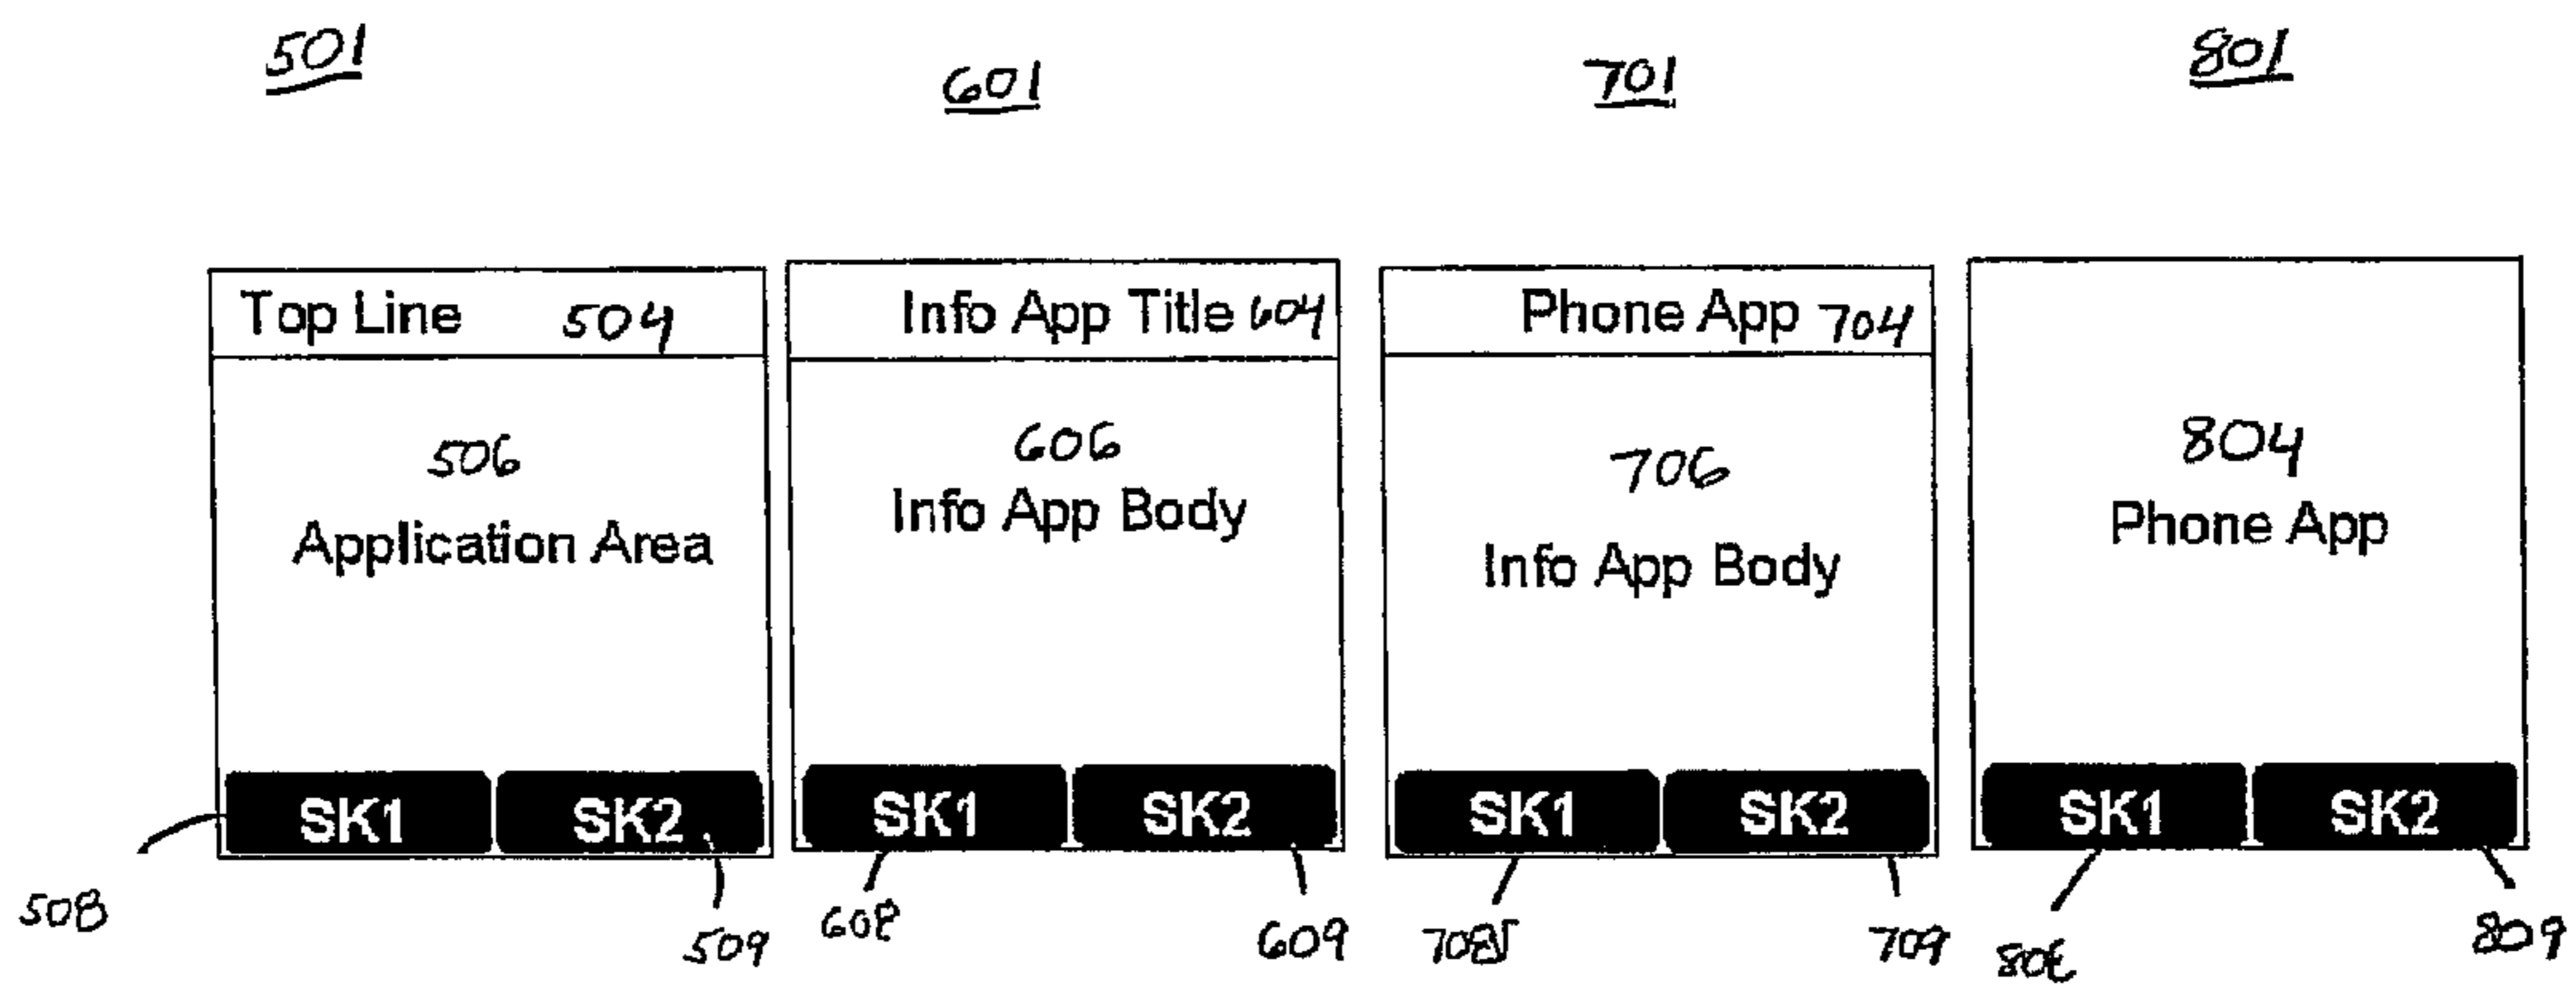 501
601
701
801
Top Line 504
506
Application Area
SK1 SK2
508
509
Info App Title 604
606
Info App Body
SK1 SK2
608
609
Phone App 704
706
Info App Body
SK1 SK2
708
709
804
Phone App
SK1 SK2
808
809